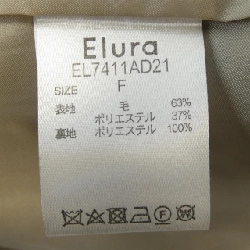 Elura
EL7411AD21
SIZE F
表地 毛 63%
ポリエステル 37%
裏地 ポリエステル 100%